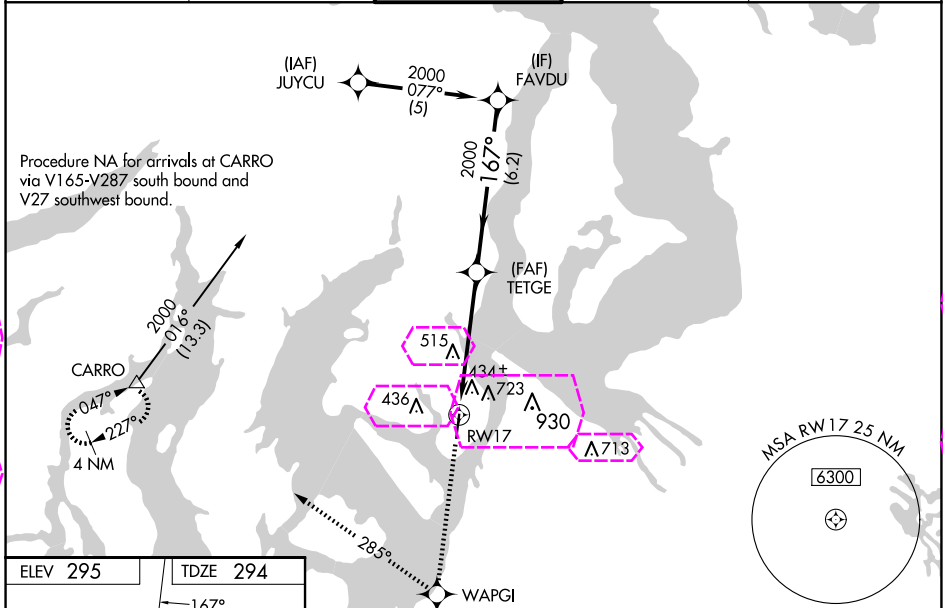 (IAF)
JUYCU
2000
077°
(5)
(IF)
FAVDU
2000
167°
(6.2)
Procedure NA for arrivals at CARRO
via V165-V287 south bound and
V27 southwest bound.
(FAF)
TETGE
2000
016°
(13.3)
CARRO
047°
227°
4 NM
515
434±
723
436
930
RW17
713
MSA RW17 25 NM
6300
285°
WAPGI
ELEV 295
TDZE 294
167°